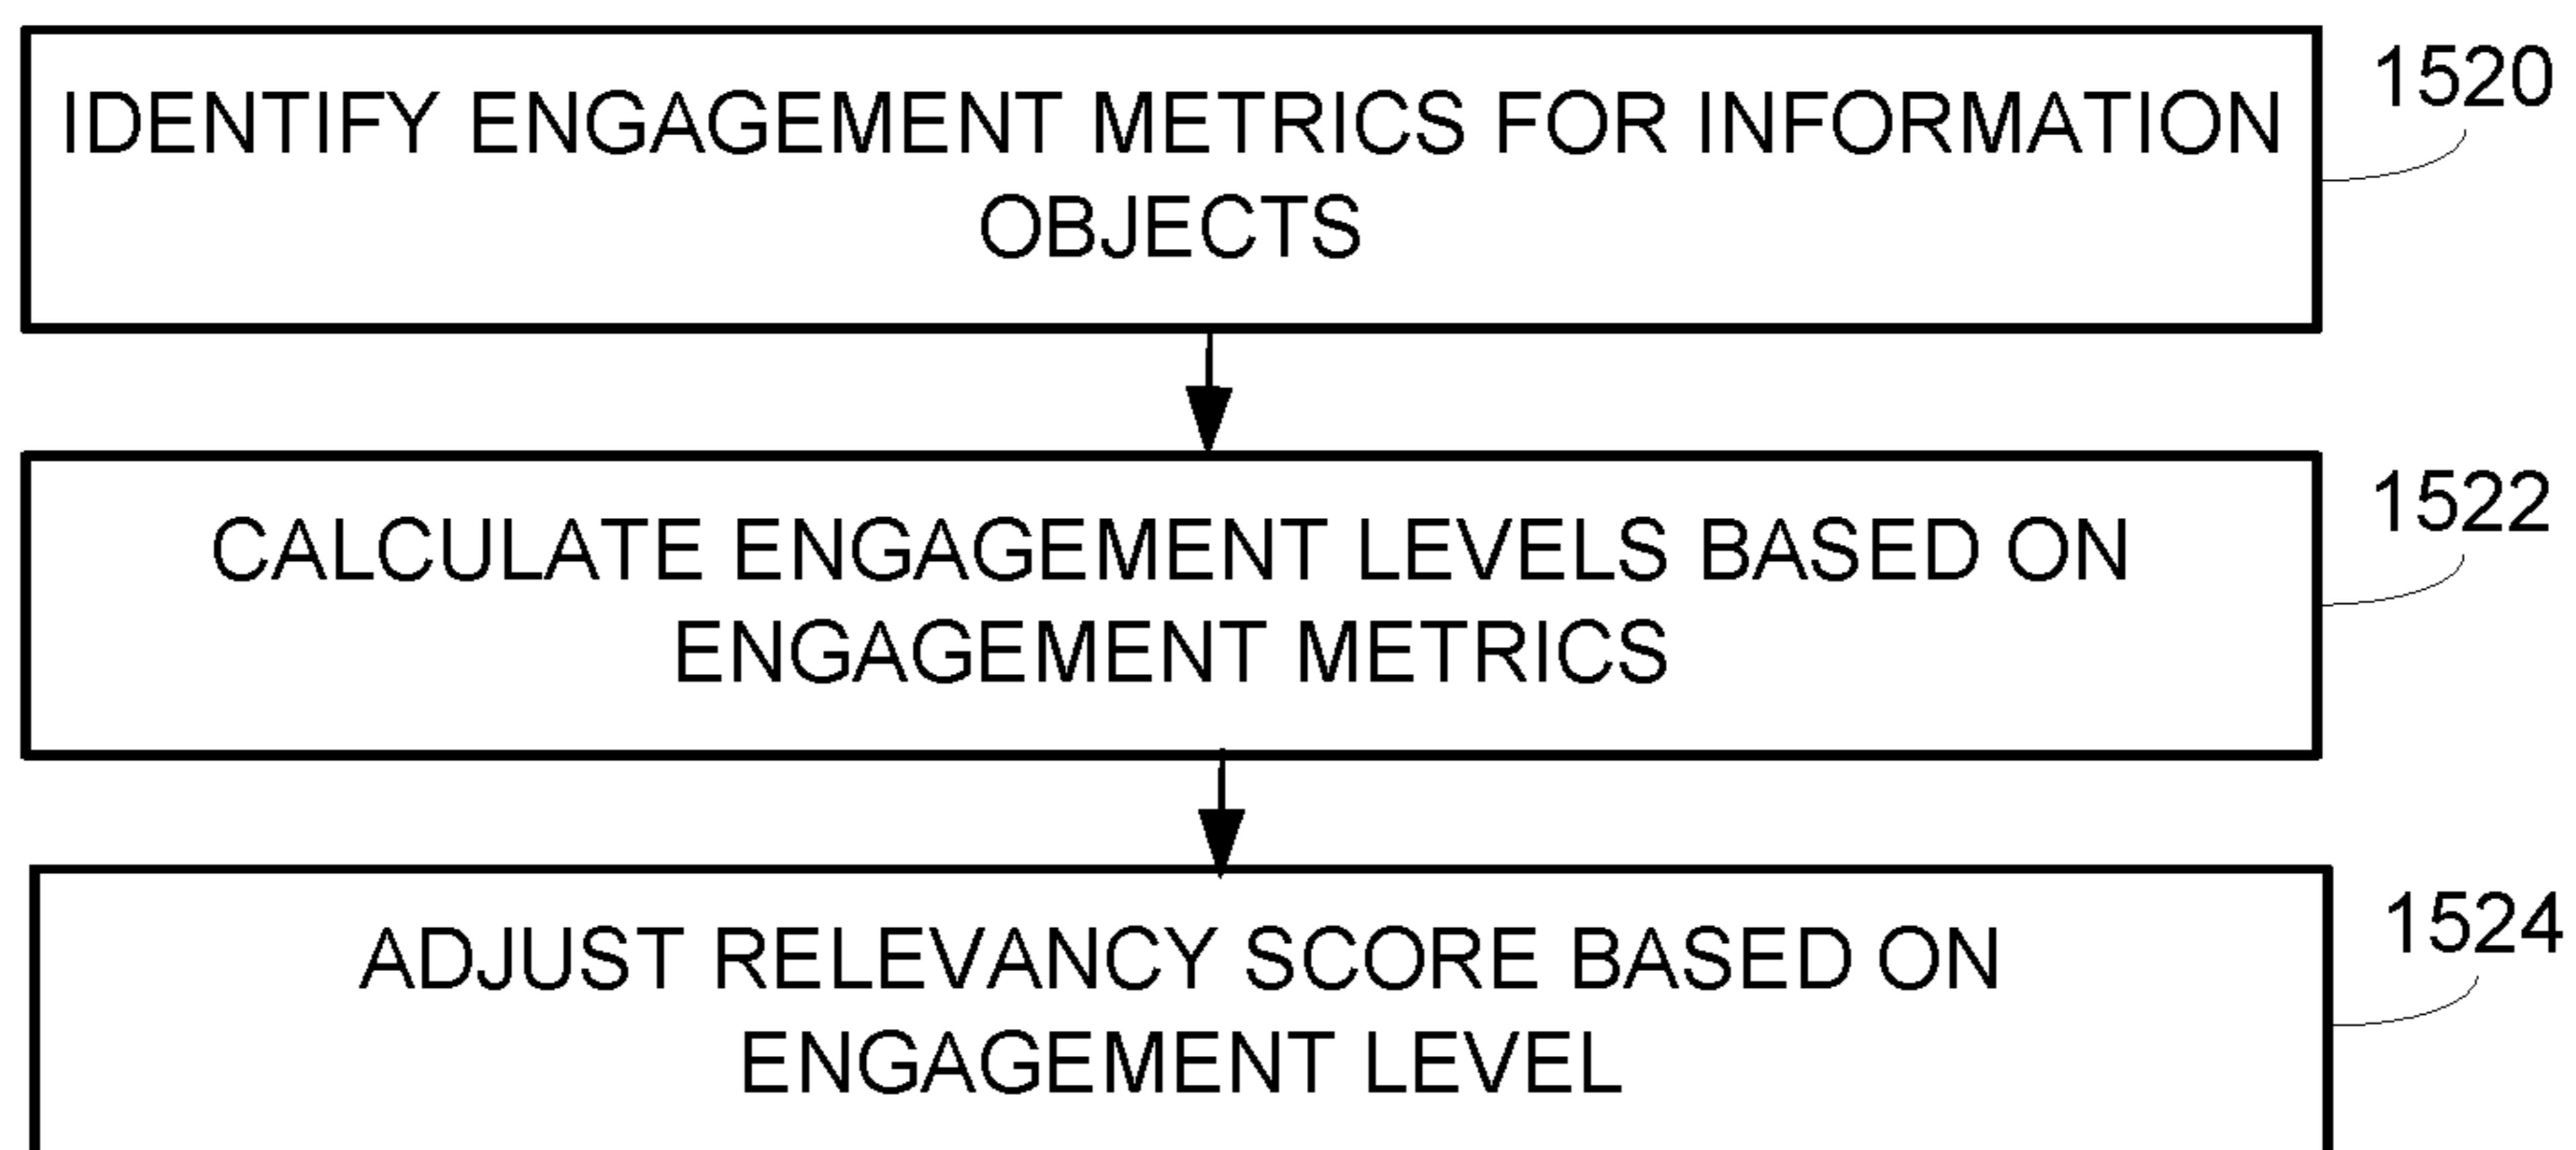 IDENTIFY ENGAGEMENT METRICS FOR INFORMATION
OBJECTS
1520
CALCULATE ENGAGEMENT LEVELS BASED ON
ENGAGEMENT METRICS
1522
ADJUST RELEVANCY SCORE BASED ON
ENGAGEMENT LEVEL
1524